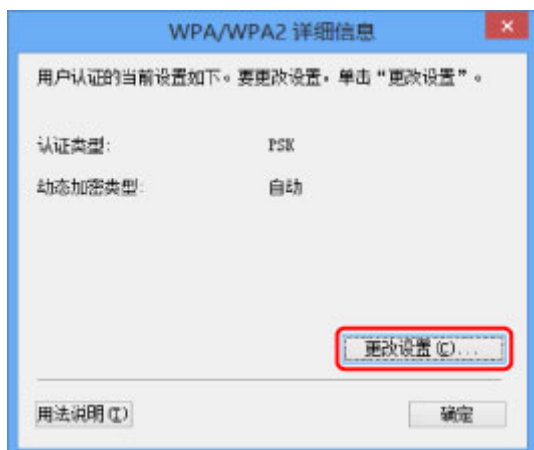 WPA/WPA2 详细信息
用户认证的当前设置如下。要更改设置，单击“更改设置”。
认证类型: PSK
动态加密类型: 自动
更改设置(C)...
用法说明(I)
确定